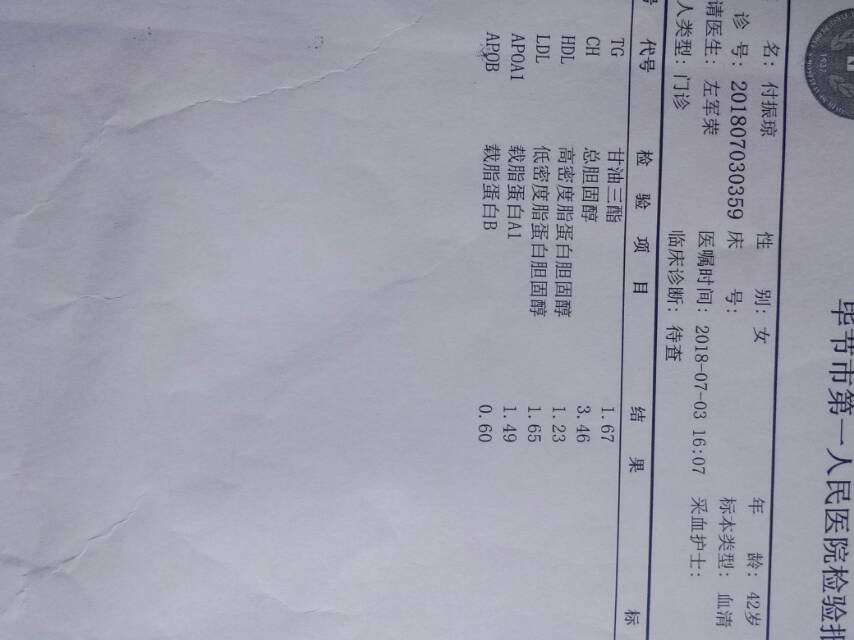 毕节市第一人民医院检验报
名: 付振琼 性 别: 女 年 龄: 42岁
诊 号: 201807030359 床 号: 标本类型: 血清
请医生: 左军荣 医嘱时间: 2018-07-03 16:07 采血护士:
人类型: 门诊 临床诊断: 待查
号 代号 检 验 项 目 结 果 标
TG 甘油三酯 1.67
CH 总胆固醇 3.46
HDL 高密度脂蛋白胆固醇 1.23
LDL 低密度脂蛋白胆固醇 1.65
APOA1 载脂蛋白A1 1.49
APOB 载脂蛋白B 0.60